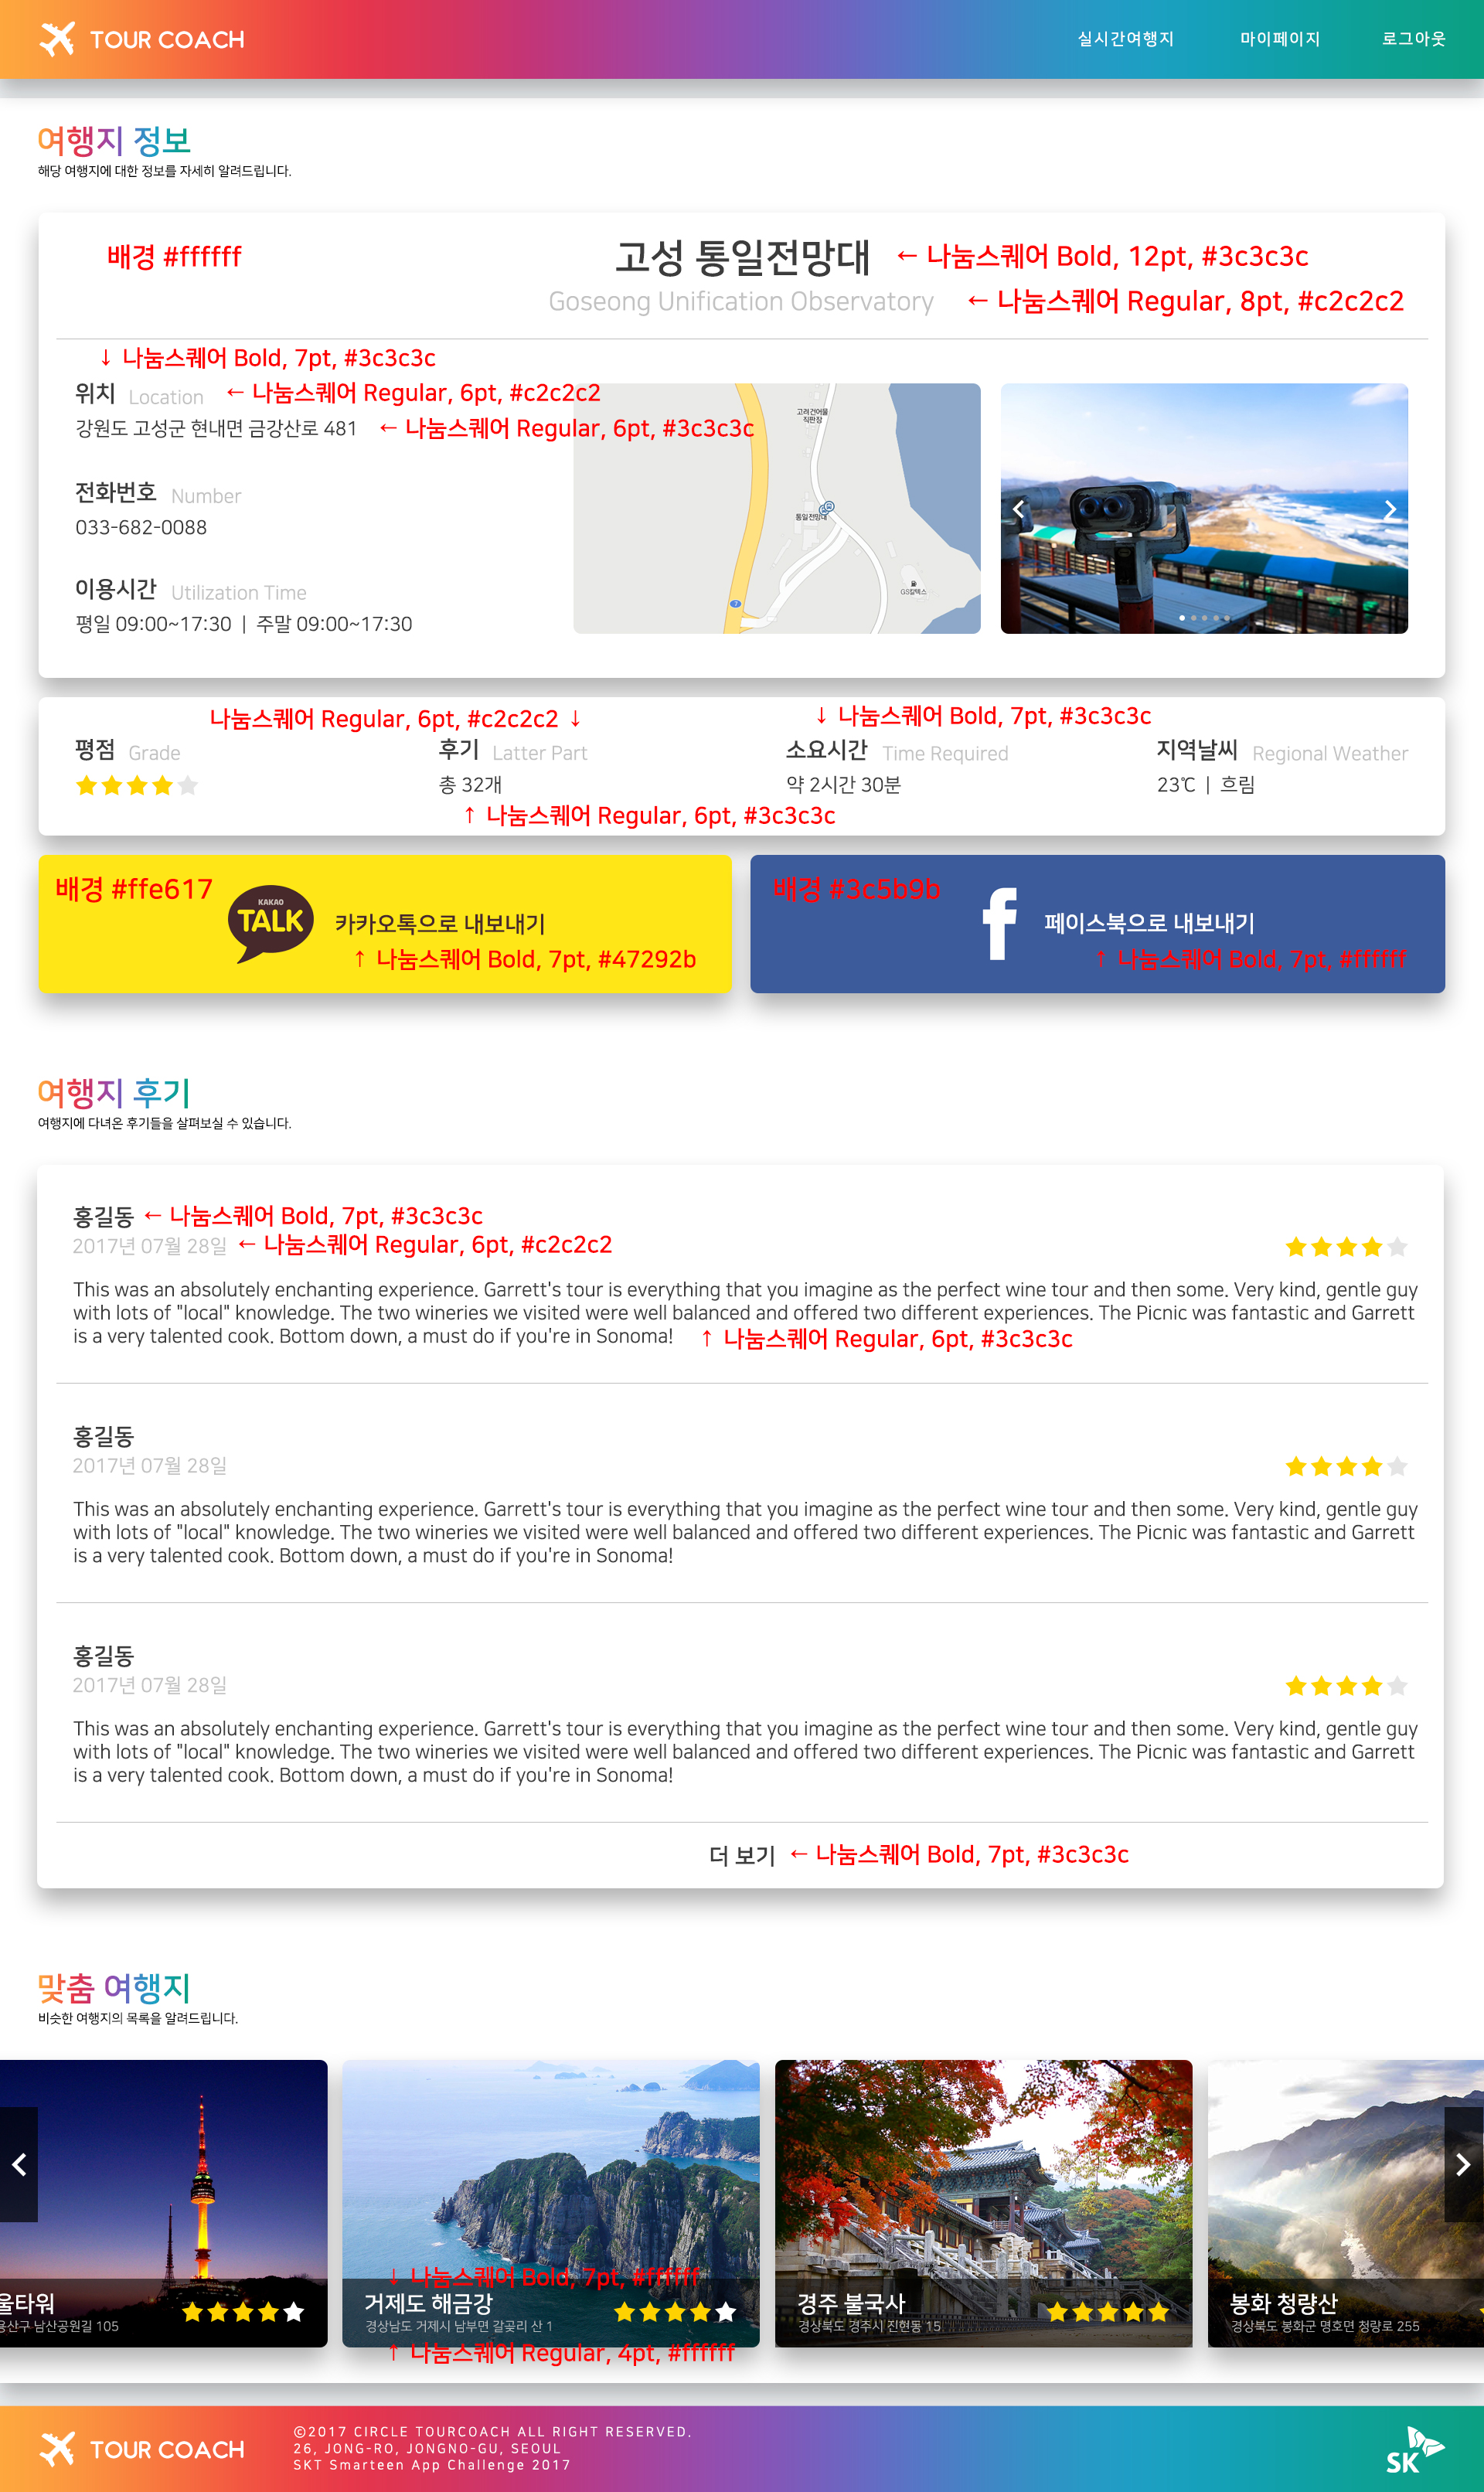 TOUR COACH
실시간여행지 마이페이지 로그아웃
여행지 정보
해당 여행지에 대한 정보를 자세히 알려드립니다.
배경 #ffffff
고성 통일전망대 ← 나눔스퀘어 Bold, 12pt, #3c3c3c
Goseong Unification Observatory ← 나눔스퀘어 Regular, 8pt, #c2c2c2
↓ 나눔스퀘어 Bold, 7pt, #3c3c3c
위치 Location ← 나눔스퀘어 Regular, 6pt, #c2c2c2
강원도 고성군 현내면 금강산로 481 ← 나눔스퀘어 Regular, 6pt, #3c3c3c
전화번호 Number
033-682-0088
이용시간 Utilization Time
평일 09:00~17:30 | 주말 09:00~17:30
고려건어물
직판장
통일전망대
GS칼텍스
7
나눔스퀘어 Regular, 6pt, #c2c2c2 ↓
↓ 나눔스퀘어 Bold, 7pt, #3c3c3c
평점 Grade
후기 Latter Part
총 32개
소요시간 Time Required
약 2시간 30분
지역날씨 Regional Weather
23℃ | 흐림
↑ 나눔스퀘어 Regular, 6pt, #3c3c3c
배경 #ffe617
KAKAO
TALK
카카오톡으로 내보내기
↑ 나눔스퀘어 Bold, 7pt, #47292b
배경 #3c5b9b
f
페이스북으로 내보내기
↑ 나눔스퀘어 Bold, 7pt, #ffffff
여행지 후기
여행지에 다녀온 후기들을 살펴보실 수 있습니다.
홍길동 ← 나눔스퀘어 Bold, 7pt, #3c3c3c
2017년 07월 28일 ← 나눔스퀘어 Regular, 6pt, #c2c2c2
This was an absolutely enchanting experience. Garrett's tour is everything that you imagine as the perfect wine tour and then some. Very kind, gentle guy
with lots of "local" knowledge. The two wineries we visited were well balanced and offered two different experiences. The Picnic was fantastic and Garrett
is a very talented cook. Bottom down, a must do if you're in Sonoma! ↑ 나눔스퀘어 Regular, 6pt, #3c3c3c
홍길동
2017년 07월 28일
This was an absolutely enchanting experience. Garrett's tour is everything that you imagine as the perfect wine tour and then some. Very kind, gentle guy
with lots of "local" knowledge. The two wineries we visited were well balanced and offered two different experiences. The Picnic was fantastic and Garrett
is a very talented cook. Bottom down, a must do if you're in Sonoma!
홍길동
2017년 07월 28일
This was an absolutely enchanting experience. Garrett's tour is everything that you imagine as the perfect wine tour and then some. Very kind, gentle guy
with lots of "local" knowledge. The two wineries we visited were well balanced and offered two different experiences. The Picnic was fantastic and Garrett
is a very talented cook. Bottom down, a must do if you're in Sonoma!
더 보기 ← 나눔스퀘어 Bold, 7pt, #3c3c3c
맞춤 여행지
비슷한 여행지의 목록을 알려드립니다.
울타워
용산구 남산공원길 105
↓ 나눔스퀘어 Bold, 7pt, #ffffff
거제도 해금강
경상남도 거제시 남부면 갈곶리 산 1
↑ 나눔스퀘어 Regular, 4pt, #ffffff
경주 불국사
경상북도 경주시 진현동 15
봉화 청량산
경상북도 봉화군 명호면 청량로 255
TOUR COACH
©2017 CIRCLE TOURCOACH ALL RIGHT RESERVED.
26, JONG-RO, JONGNO-GU, SEOUL
SKT Smarteen App Challenge 2017
SK